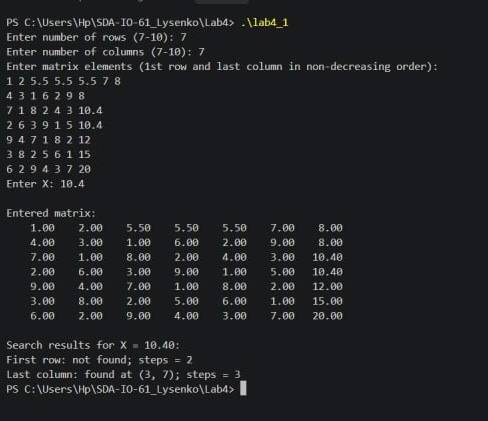 PS C:\Users\Hp\SDA-IO-61_Lysenko\Lab4> .\lab4_1
Enter number of rows (7-10): 7
Enter number of columns (7-10): 7
Enter matrix elements (1st row and last column in non-decreasing order):
1 2 5.5 5.5 5.5 7 8
4 3 1 6 2 9 8
7 1 8 2 4 3 10.4
2 6 3 9 1 5 10.4
9 4 7 1 8 2 12
3 8 2 5 6 1 15
6 2 9 4 3 7 20
Enter X: 10.4
Entered matrix:
1.00 2.00 5.50 5.50 5.50 7.00 8.00
4.00 3.00 1.00 6.00 2.00 9.00 8.00
7.00 1.00 8.00 2.00 4.00 3.00 10.40
2.00 6.00 3.00 9.00 1.00 5.00 10.40
9.00 4.00 7.00 1.00 8.00 2.00 12.00
3.00 8.00 2.00 5.00 6.00 1.00 15.00
6.00 2.00 9.00 4.00 3.00 7.00 20.00
Search results for X = 10.40:
First row: not found; steps = 2
Last column: found at (3, 7); steps = 3
PS C:\Users\Hp\SDA-IO-61_Lysenko\Lab4>